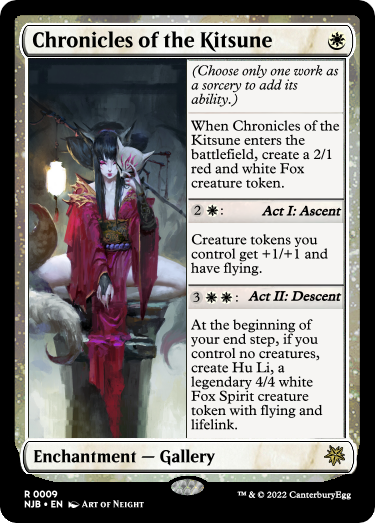 Chronicles of the Kitsune
(Choose only one work as
a sorcery to add its
ability.)
When Chronicles of the
Kitsune enters the
battlefield, create a 2/1
red and white Fox
creature token.
2 : Act I: Ascent
Creature tokens you
control get +1/+1 and
have flying.
3 : Act II: Descent
At the beginning of
your end step, if you
control no creatures,
create Hu Li, a
legendary 4/4 white
Fox Spirit creature
token with flying and
lifelink.
Enchantment — Gallery
R 0009
NJB • EN Art of Neight
™ & © 2022 CanterburyEgg